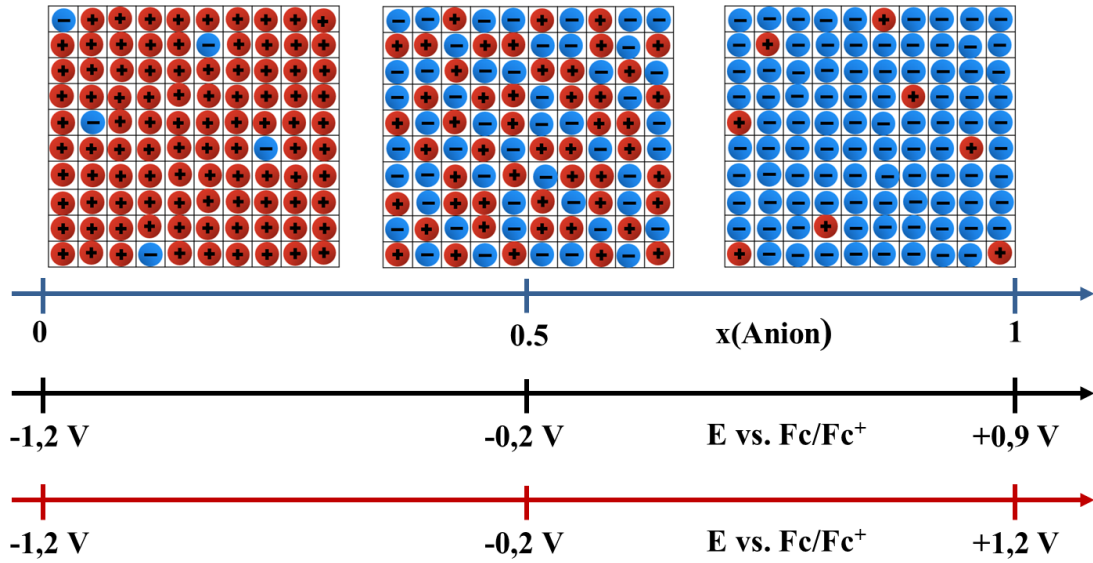 0 0.5 x(Anion) 1
-1,2 V -0,2 V E vs. Fc/Fc⁺ +0,9 V
-1,2 V -0,2 V E vs. Fc/Fc⁺ +1,2 V